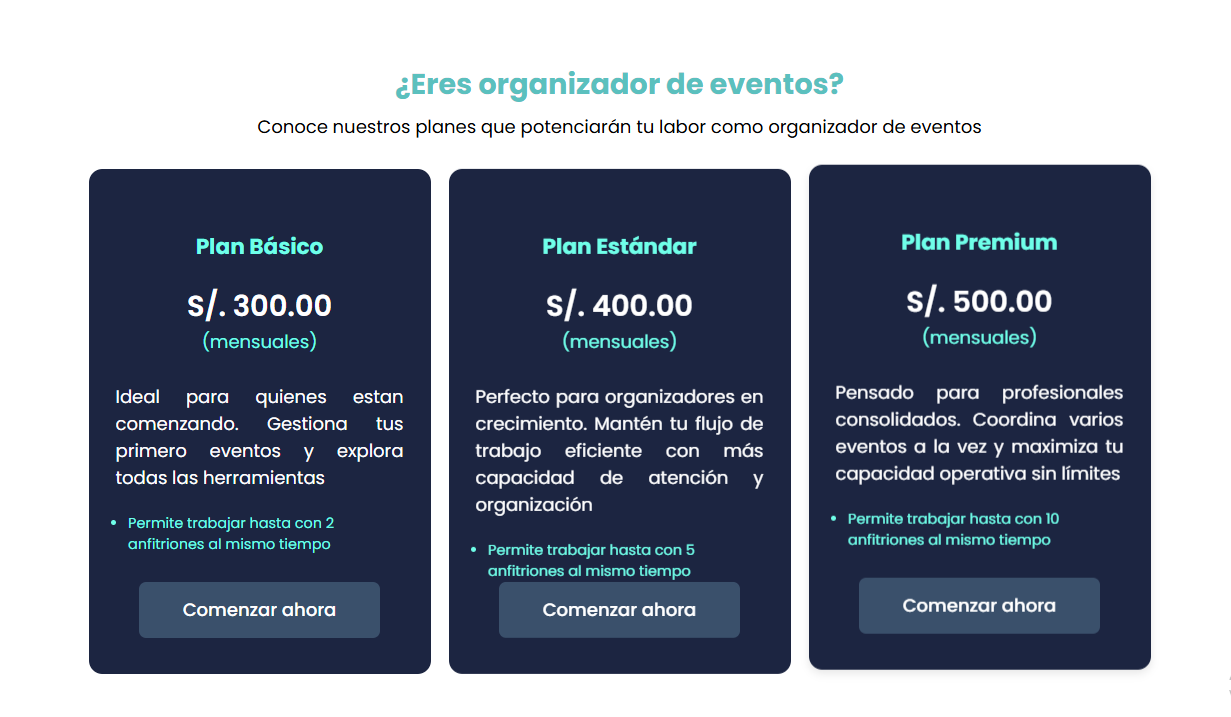 ¿Eres organizador de eventos?
Conoce nuestros planes que potenciarán tu labor como organizador de eventos
Plan Básico
S/. 300.00
(mensuales)
Ideal para quienes estan
comenzando. Gestiona tus
primero eventos y explora
todas las herramientas
Permite trabajar hasta con 2
anfitriones al mismo tiempo
Comenzar ahora
Plan Estándar
S/. 400.00
(mensuales)
Perfecto para organizadores en
crecimiento. Mantén tu flujo de
trabajo eficiente con más
capacidad de atención y
organización
Permite trabajar hasta con 5
anfitriones al mismo tiempo
Comenzar ahora
Plan Premium
S/. 500.00
(mensuales)
Pensado para profesionales
consolidados. Coordina varios
eventos a la vez y maximiza tu
capacidad operativa sin límites
Permite trabajar hasta con 10
anfitriones al mismo tiempo
Comenzar ahora